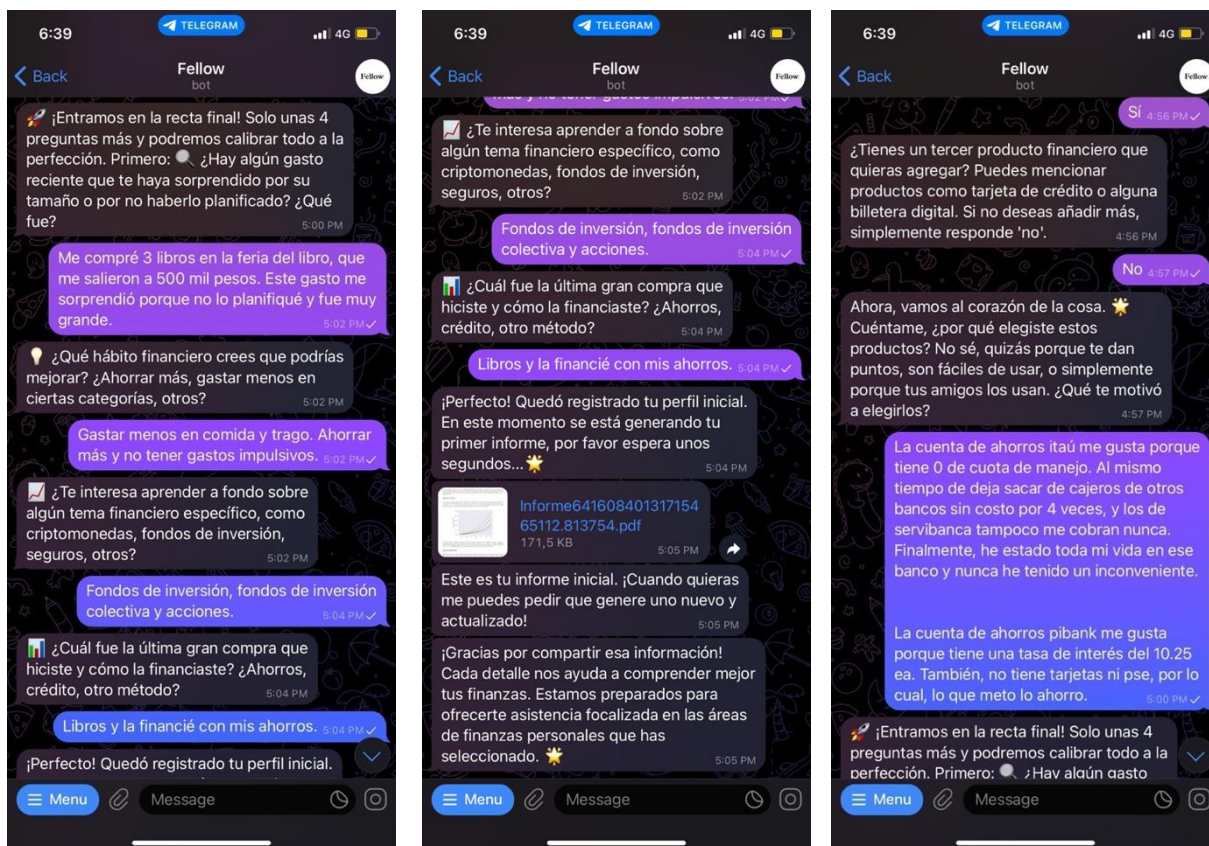 6:39
TELEGRAM
4G
Back
Fellow
bot
Fellow
🚀 ¡Entramos en la recta final! Solo unas 4
preguntas más y podremos calibrar todo a la
perfección. Primero: 🔍 ¿Hay algún gasto
reciente que te haya sorprendido por su
tamaño o por no haberlo planificado? ¿Qué
fue?
5:00 PM
Me compré 3 libros en la feria del libro, que
me salieron a 500 mil pesos. Este gasto me
sorprendió porque no lo planifiqué y fue muy
grande.
5:02 PM
💡 ¿Qué hábito financiero crees que podrías
mejorar? ¿Ahorrar más, gastar menos en
ciertas categorías, otros?
5:02 PM
Gastar menos en comida y trago. Ahorrar
más y no tener gastos impulsivos. 5:02 PM
📈 ¿Te interesa aprender a fondo sobre
algún tema financiero específico, como
criptomonedas, fondos de inversión,
seguros, otros?
5:02 PM
Fondos de inversión, fondos de inversión
colectiva y acciones.
5:04 PM
📊 ¿Cuál fue la última gran compra que
hiciste y cómo la financiaste? ¿Ahorros,
crédito, otro método?
5:04 PM
Libros y la financié con mis ahorros. 5:04 PM
¡Perfecto! Quedó registrado tu perfil inicial.
Menu
Message
6:39
TELEGRAM
4G
Back
Fellow
bot
Fellow
más y no tener gastos impulsivos. 5:02 PM
📈 ¿Te interesa aprender a fondo sobre
algún tema financiero específico, como
criptomonedas, fondos de inversión,
seguros, otros?
5:02 PM
Fondos de inversión, fondos de inversión
colectiva y acciones.
5:04 PM
📊 ¿Cuál fue la última gran compra que
hiciste y cómo la financiaste? ¿Ahorros,
crédito, otro método?
5:04 PM
Libros y la financié con mis ahorros. 5:04 PM
¡Perfecto! Quedó registrado tu perfil inicial.
En este momento se está generando tu
primer informe, por favor espera unos
segundos...🌟
5:04 PM
Informe641608401317154
65112.813754.pdf
171,5 KB
5:05 PM
Este es tu informe inicial. ¡Cuando quieras
me puedes pedir que genere uno nuevo y
actualizado!
5:05 PM
¡Gracias por compartir esa información!
Cada detalle nos ayuda a comprender mejor
tus finanzas. Estamos preparados para
ofrecerte asistencia focalizada en las áreas
de finanzas personales que has
seleccionado. 🌟
5:05 PM
Menu
Message
6:39
TELEGRAM
4G
Back
Fellow
bot
Fellow
Sí 4:56 PM
¿Tienes un tercer producto financiero que
quieras agregar? Puedes mencionar
productos como tarjeta de crédito o alguna
billetera digital. Si no deseas añadir más,
simplemente responde 'no'.
4:56 PM
No 4:57 PM
Ahora, vamos al corazón de la cosa. 🌟
Cuéntame, ¿por qué elegiste estos
productos? No sé, quizás porque te dan
puntos, son fáciles de usar, o simplemente
porque tus amigos los usan. ¿Qué te motivó
a elegirlos?
4:57 PM
La cuenta de ahorros itaú me gusta porque
tiene 0 de cuota de manejo. Al mismo
tiempo de deja sacar de cajeros de otros
bancos sin costo por 4 veces, y los de
servibanca tampoco me cobran nunca.
Finalmente, he estado toda mi vida en ese
banco y nunca he tenido un inconveniente.
La cuenta de ahorros pibank me gusta
porque tiene una tasa de interés del 10.25
ea. También, no tiene tarjetas ni pse, por lo
cual, lo que meto lo ahorro.
5:00 PM
🚀 ¡Entramos en la recta final! Solo unas 4
preguntas más y podremos calibrar todo a la
perfección. Primero: 🔍 ¿Hay algún gasto
Menu
Message